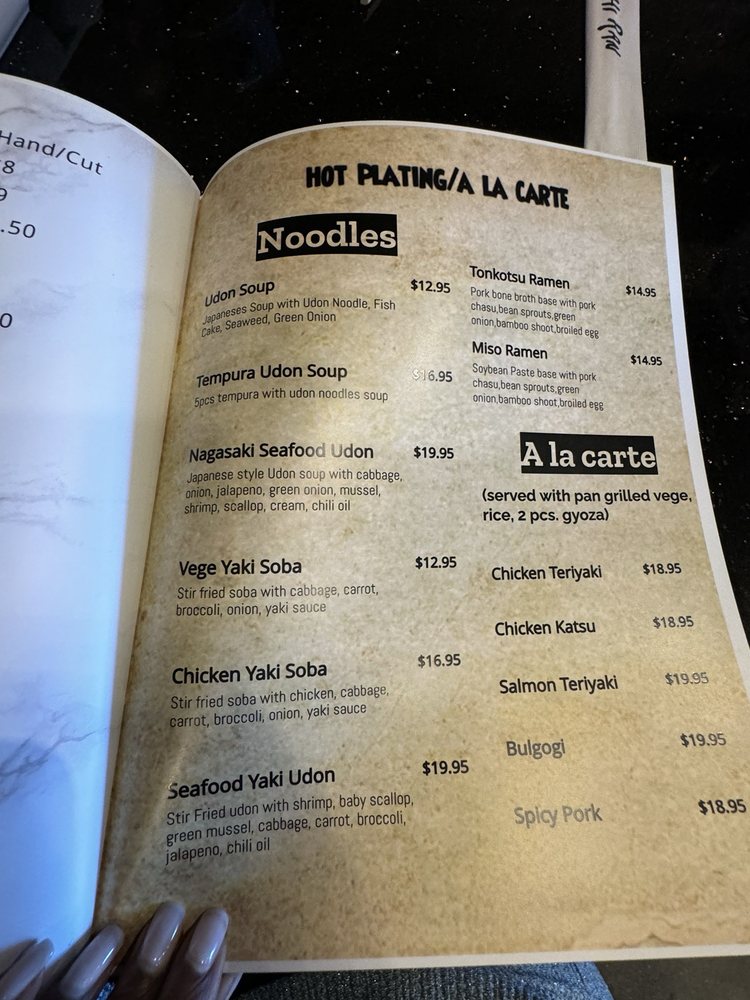 Hand/Cut
8
9
.50
0
HOT PLATING/A LA CARTE
Noodles
Udon Soup $12.95
Japaneses Soup with Udon Noodle, Fish
Cake, Seaweed, Green Onion
Tempura Udon Soup $16.95
5pcs tempura with udon noodles soup
Nagasaki Seafood Udon $19.95
Japanese style Udon soup with cabbage,
onion, jalapeno, green onion, mussel,
shrimp, scallop, cream, chili oil
Vege Yaki Soba $12.95
Stir fried soba with cabbage, carrot,
broccoli, onion, yaki sauce
Chicken Yaki Soba $16.95
Stir fried soba with chicken, cabbage,
carrot, broccoli, onion, yaki sauce
Seafood Yaki Udon $19.95
Stir Fried udon with shrimp, baby scallop,
green mussel, cabbage, carrot, broccoli,
jalapeno, chili oil
Tonkotsu Ramen $14.95
Pork bone broth base with pork
chasu,bean sprouts,green
onion,bamboo shoot,broiled egg
Miso Ramen $14.95
Soybean Paste base with pork
chasu,bean sprouts,green
onion,bamboo shoot,broiled egg
A la carte
(served with pan grilled vege,
rice, 2 pcs. gyoza)
Chicken Teriyaki $18.95
Chicken Katsu $18.95
Salmon Teriyaki $19.95
Bulgogi $19.95
Spicy Pork $18.95